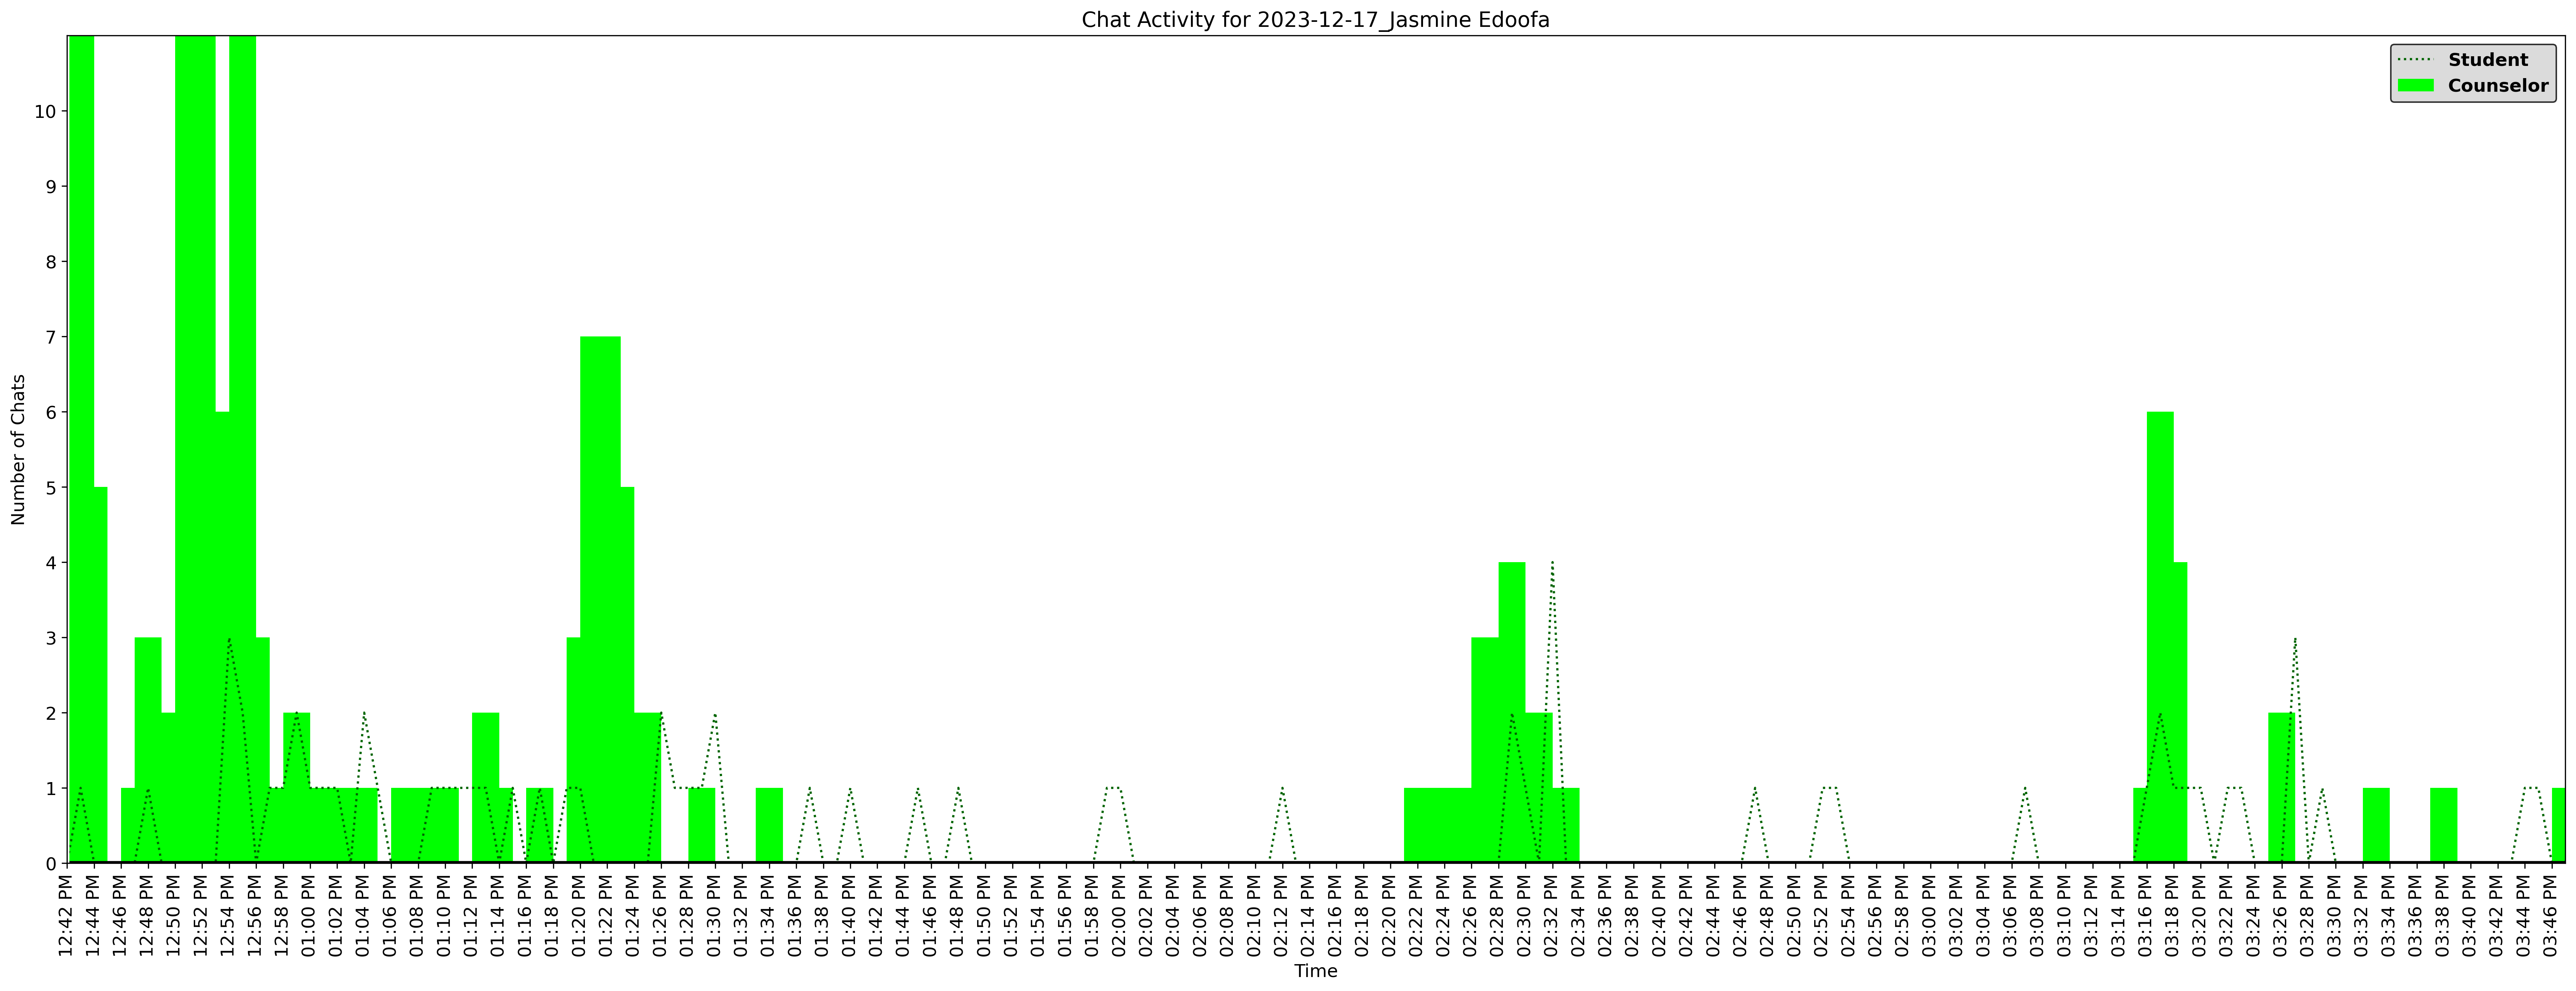 Chat Activity for 2023-12-17_Jasmine Edoofa
Student
Counselor
Number of Chats
10
9
8
7
6
5
4
3
2
1
0
12:42 PM
12:44 PM
12:46 PM
12:48 PM
12:50 PM
12:52 PM
12:54 PM
12:56 PM
12:58 PM
01:00 PM
01:02 PM
01:04 PM
01:06 PM
01:08 PM
01:10 PM
01:12 PM
01:14 PM
01:16 PM
01:18 PM
01:20 PM
01:22 PM
01:24 PM
01:26 PM
01:28 PM
01:30 PM
01:32 PM
01:34 PM
01:36 PM
01:38 PM
01:40 PM
01:42 PM
01:44 PM
01:46 PM
01:48 PM
01:50 PM
01:52 PM
01:54 PM
01:56 PM
01:58 PM
02:00 PM
02:02 PM
02:04 PM
02:06 PM
02:08 PM
02:10 PM
02:12 PM
02:14 PM
02:16 PM
02:18 PM
02:20 PM
02:22 PM
02:24 PM
02:26 PM
02:28 PM
02:30 PM
02:32 PM
02:34 PM
02:36 PM
02:38 PM
02:40 PM
02:42 PM
02:44 PM
02:46 PM
02:48 PM
02:50 PM
02:52 PM
02:54 PM
02:56 PM
02:58 PM
03:00 PM
03:02 PM
03:04 PM
03:06 PM
03:08 PM
03:10 PM
03:12 PM
03:14 PM
03:16 PM
03:18 PM
03:20 PM
03:22 PM
03:24 PM
03:26 PM
03:28 PM
03:30 PM
03:32 PM
03:34 PM
03:36 PM
03:38 PM
03:40 PM
03:42 PM
03:44 PM
03:46 PM
Time